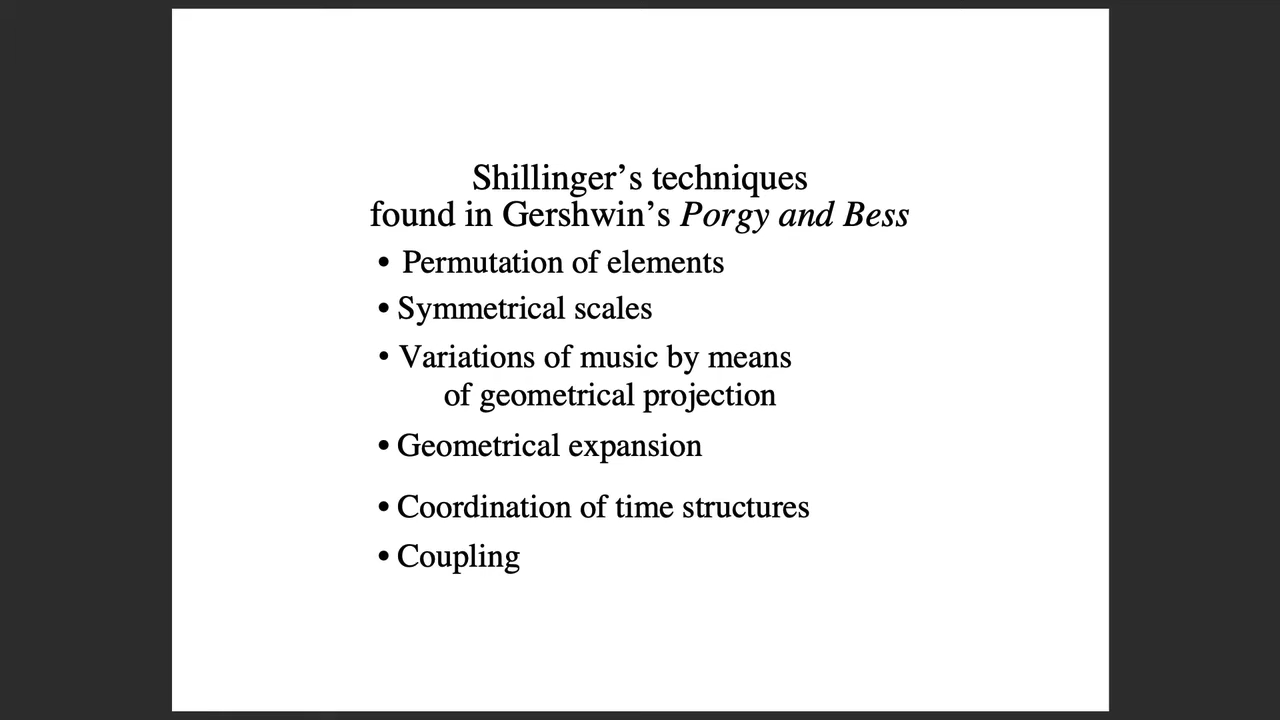 Shillinger’s techniques
found in Gershwin’s Porgy and Bess
• Permutation of elements
• Symmetrical scales
• Variations of music by means
of geometrical projection
• Geometrical expansion
• Coordination of time structures
• Coupling